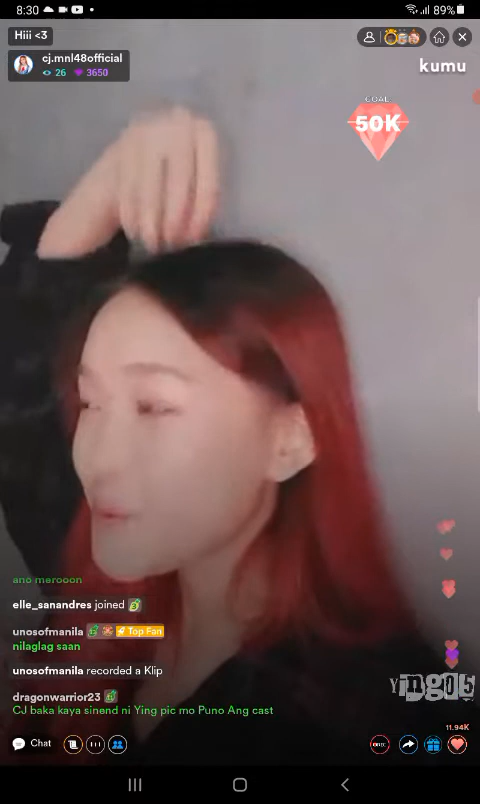 8:30
89%
Hiii <3
cj.mnl48official
26 3650
kumu
GOAL
50K
ano merooon
elle_sanandres joined
unosofmanila Top Fan
nilaglag saan
unosofmanila recorded a Klip
dragonwarrior23
CJ baka kaya sinend ni Ying pic mo Puno Ang cast
Ying05
11.94K
Chat